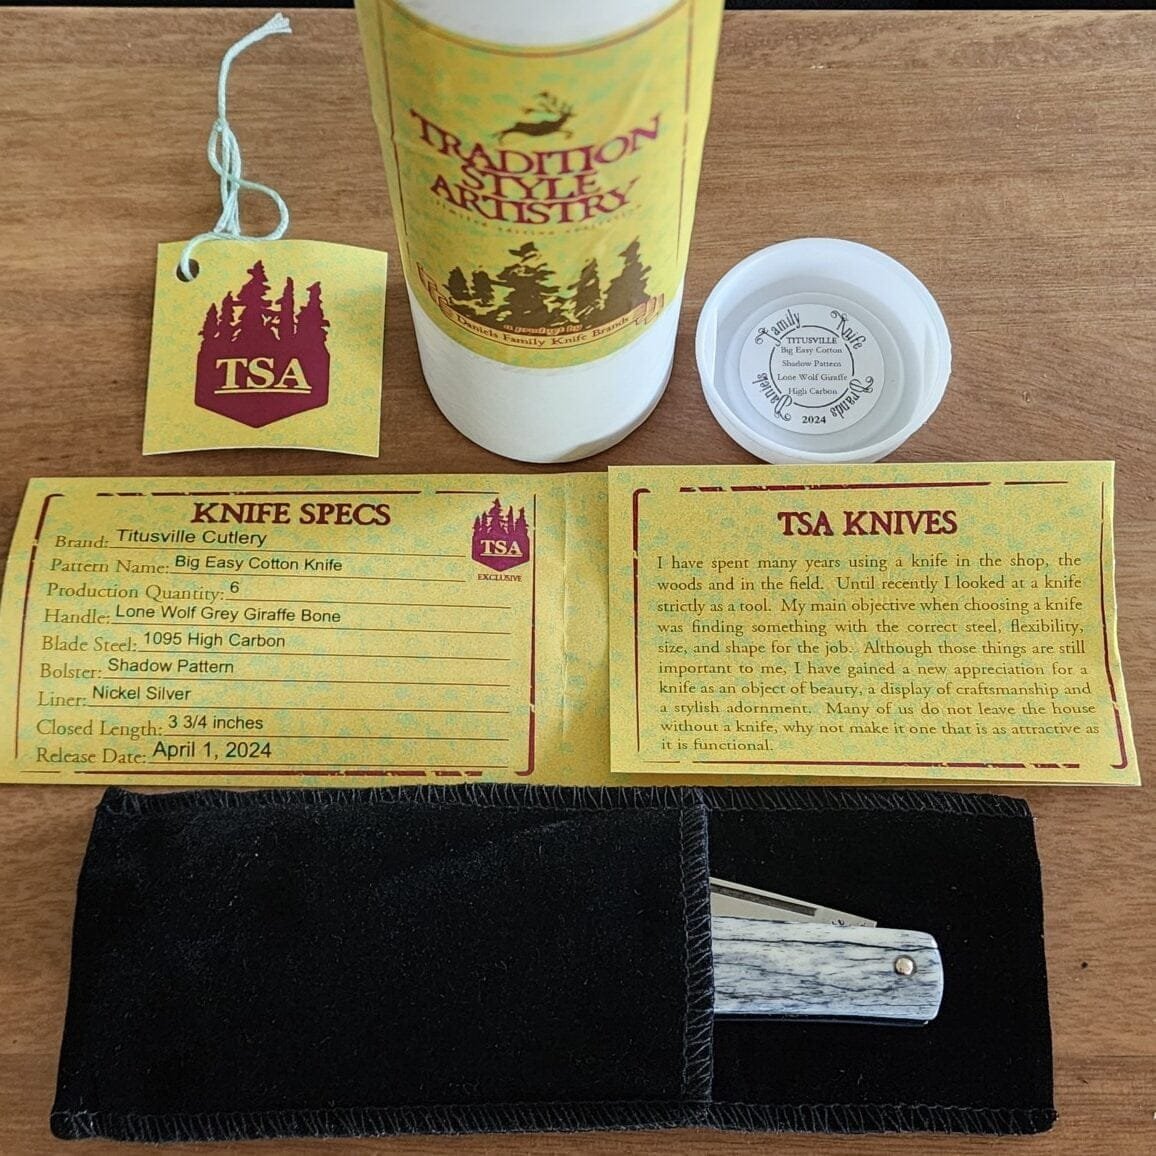 TRADITION
STYLE
ARTISTRY
limited edition exclusive
a product by
Daniels Family Knife Brands
TSA
Daniels Family Knife Brands
TITUSVILLE
Big Easy Cotton
Shadow Pattern
Lone Wolf Giraffe
High Carbon
2024
KNIFE SPECS
Brand: Titusville Cutlery
Pattern Name: Big Easy Cotton Knife
Production Quantity: 6
Handle: Lone Wolf Grey Giraffe Bone
Blade Steel: 1095 High Carbon
Bolster: Shadow Pattern
Liner: Nickel Silver
Closed Length: 3 3/4 inches
Release Date: April 1, 2024
TSA
EXCLUSIVE
TSA KNIVES
I have spent many years using a knife in the shop, the
woods and in the field. Until recently I looked at a knife
strictly as a tool. My main objective when choosing a knife
was finding something with the correct steel, flexibility,
size, and shape for the job. Although those things are still
important to me, I have gained a new appreciation for a
knife as an object of beauty, a display of craftsmanship and
a stylish adornment. Many of us do not leave the house
without a knife, why not make it one that is as attractive as
it is functional.